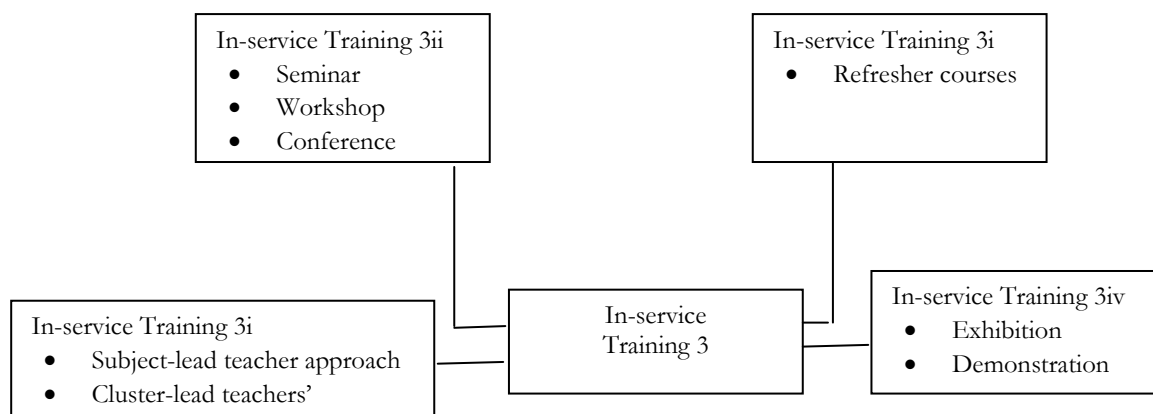 In-service Training 3ii
• Seminar
• Workshop
• Conference
In-service Training 3i
• Refresher courses
In-service Training 3i
• Subject-lead teacher approach
• Cluster-lead teachers’
In-service
Training 3
In-service Training 3iv
• Exhibition
• Demonstration